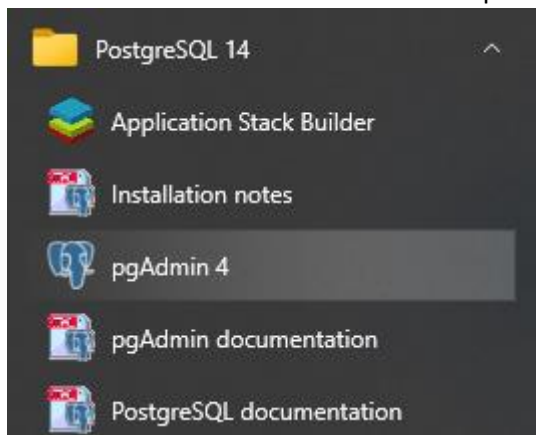 PostgreSQL 14
Application Stack Builder
Installation notes
pgAdmin 4
pgAdmin documentation
PostgreSQL documentation